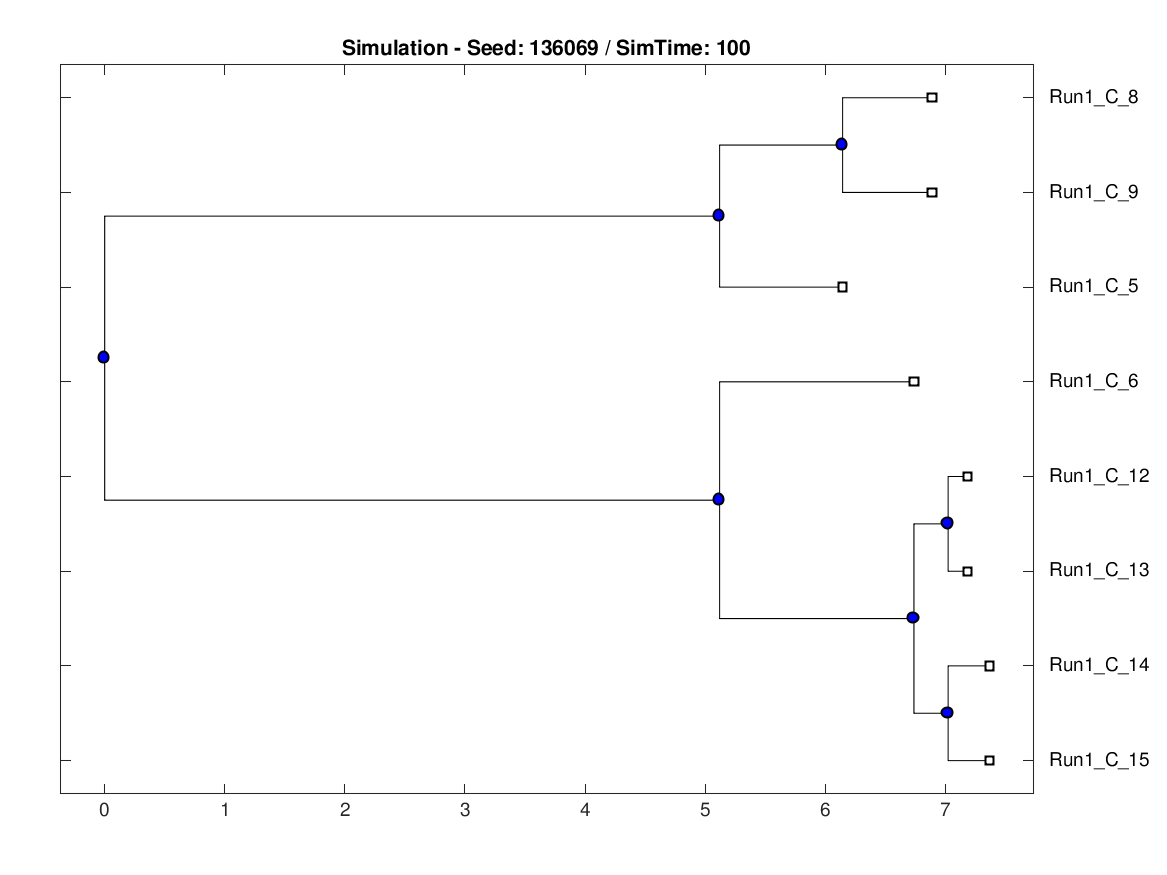 Simulation - Seed: 136069 / SimTime: 100
Run1_C_8
Run1_C_9
Run1_C_5
Run1_C_6
Run1_C_12
Run1_C_13
Run1_C_14
Run1_C_15
0 1 2 3 4 5 6 7